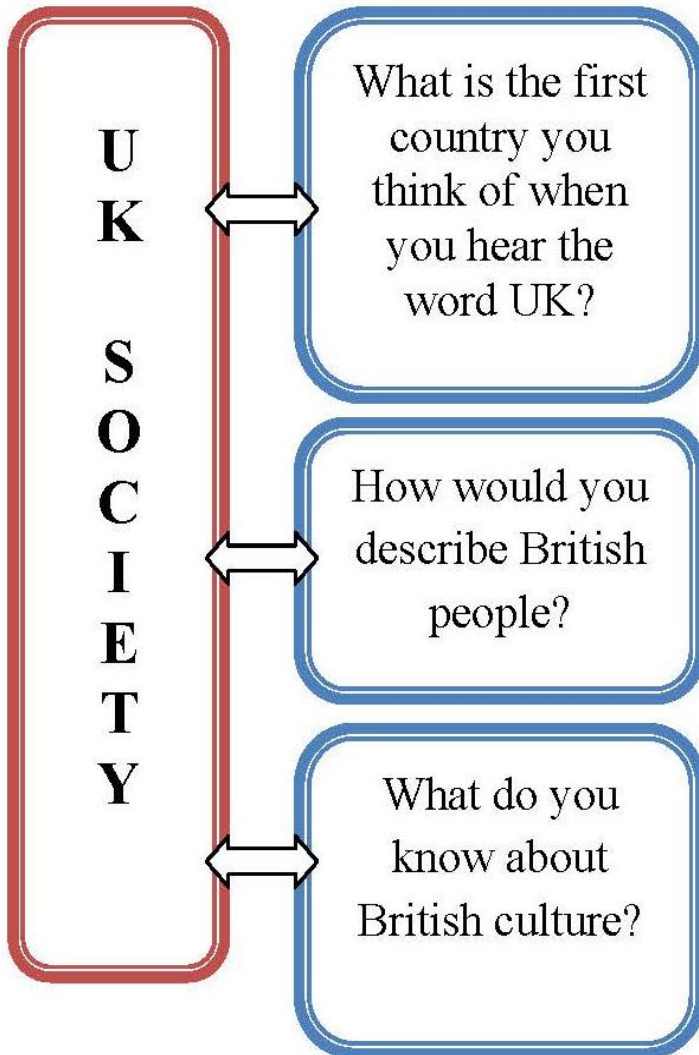 U
K
S
O
C
I
E
T
Y
What is the first
country you
think of when
you hear the
word UK?
How would you
describe British
people?
What do you
know about
British culture?